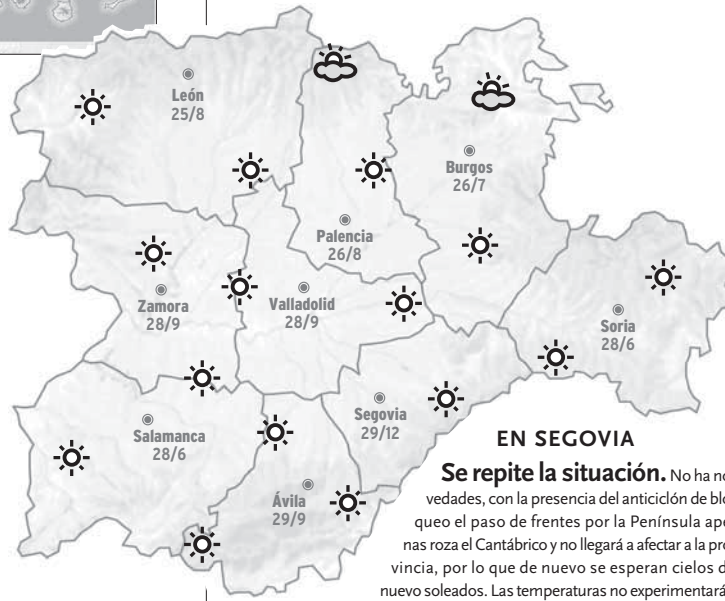 León
25/8
Burgos
26/7
Palencia
26/8
Zamora
28/9
Valladolid
28/9
Soria
28/6
Segovia
29/12
Salamanca
28/6
Ávila
29/9
EN SEGOVIA
Se repite la situación. No ha no
vedades, con la presencia del anticiclón de blo
queo el paso de frentes por la Península ape
nas roza el Cantábrico y no llegará a afectar a la pro
vincia, por lo que de nuevo se esperan cielos d
nuevo soleados. Las temperaturas no experimentará